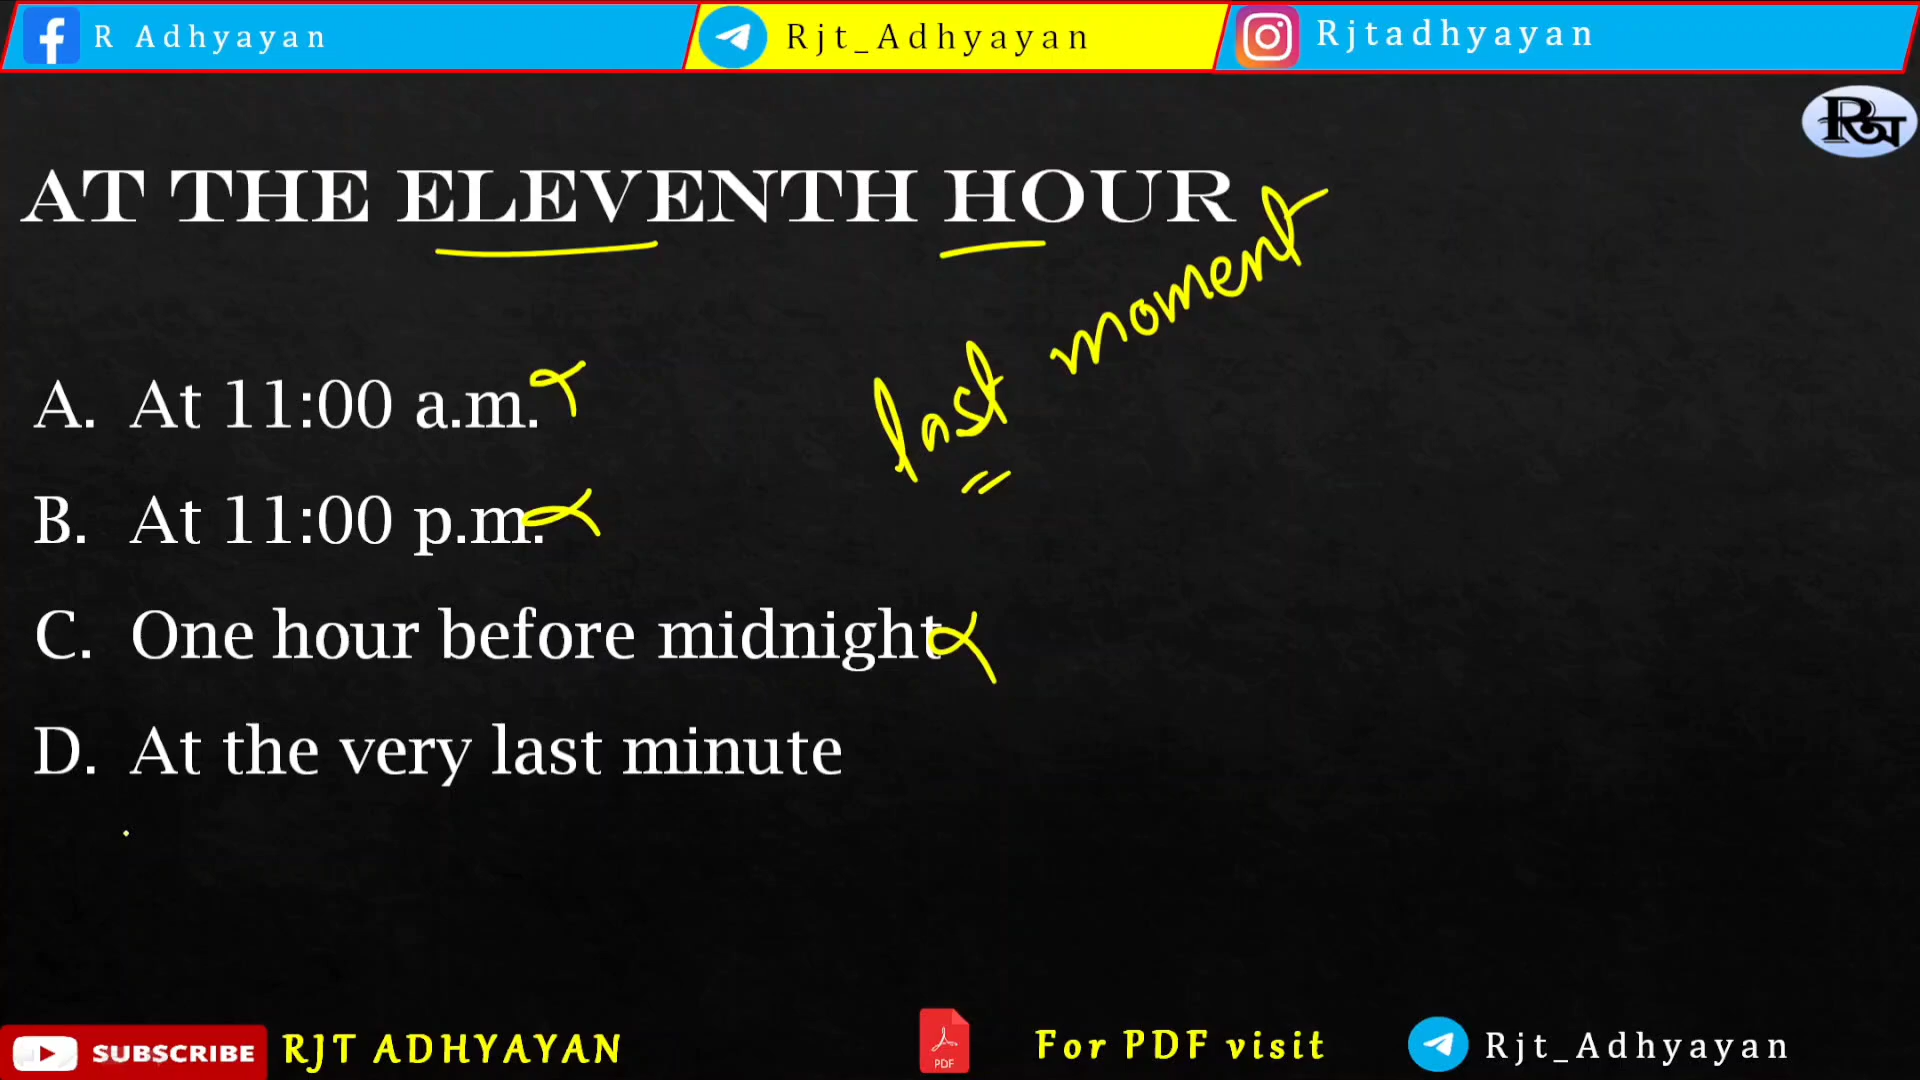 R Adhyayan
Rjt_Adhyayan
Rjtadhyayan
AT THE ELEVENTH HOUR
last moment
A. At 11:00 a.m.
B. At 11:00 p.m.
C. One hour before midnight
D. At the very last minute
SUBSCRIBE
RJT ADHYAYAN
PDF
For PDF visit
Rjt_Adhyayan